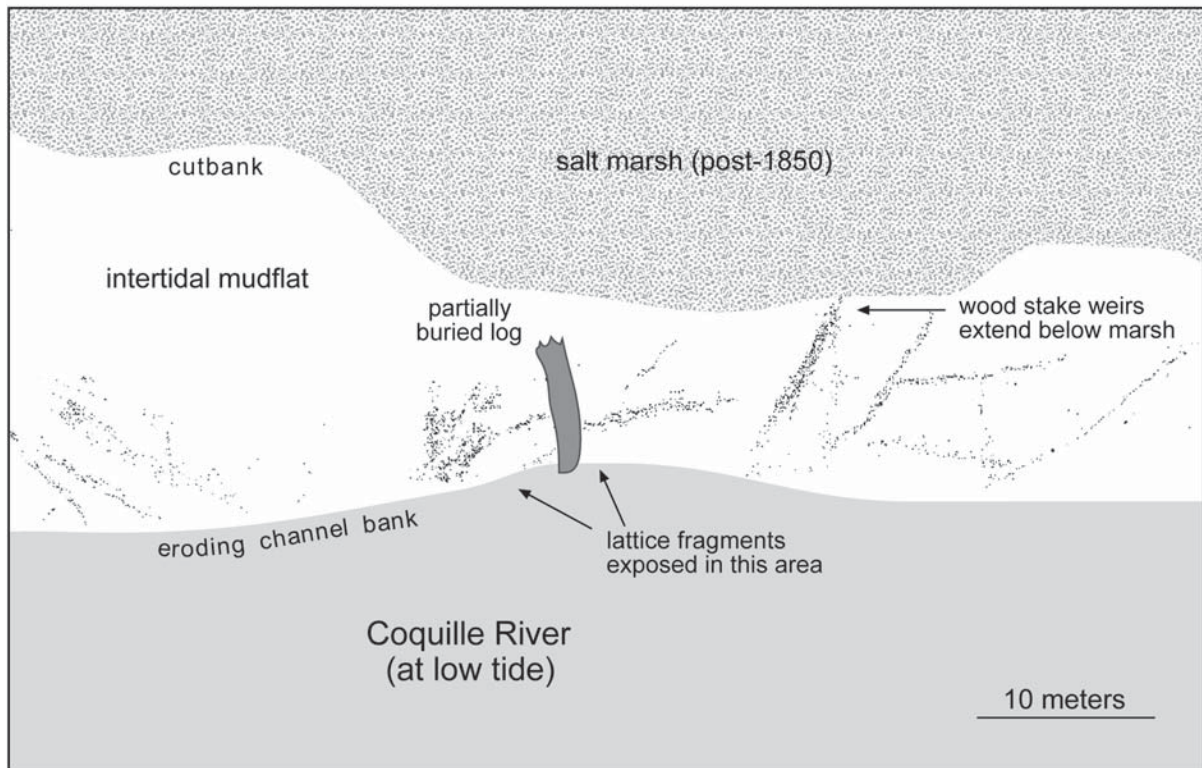 cutbank
salt marsh (post-1850)
intertidal mudflat
partially
buried log
wood stake weirs
extend below marsh
eroding channel bank
lattice fragments
exposed in this area
Coquille River
(at low tide)
10 meters